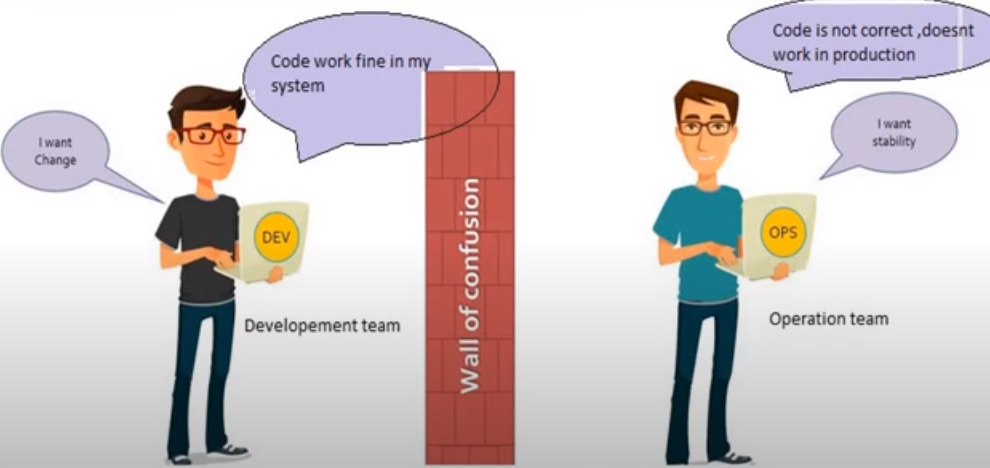 Code work fine in my
system
I want
Change
DEV
Developement team
Wall of confusion
Code is not correct ,doesnt
work in production
I want
stability
OPS
Operation team